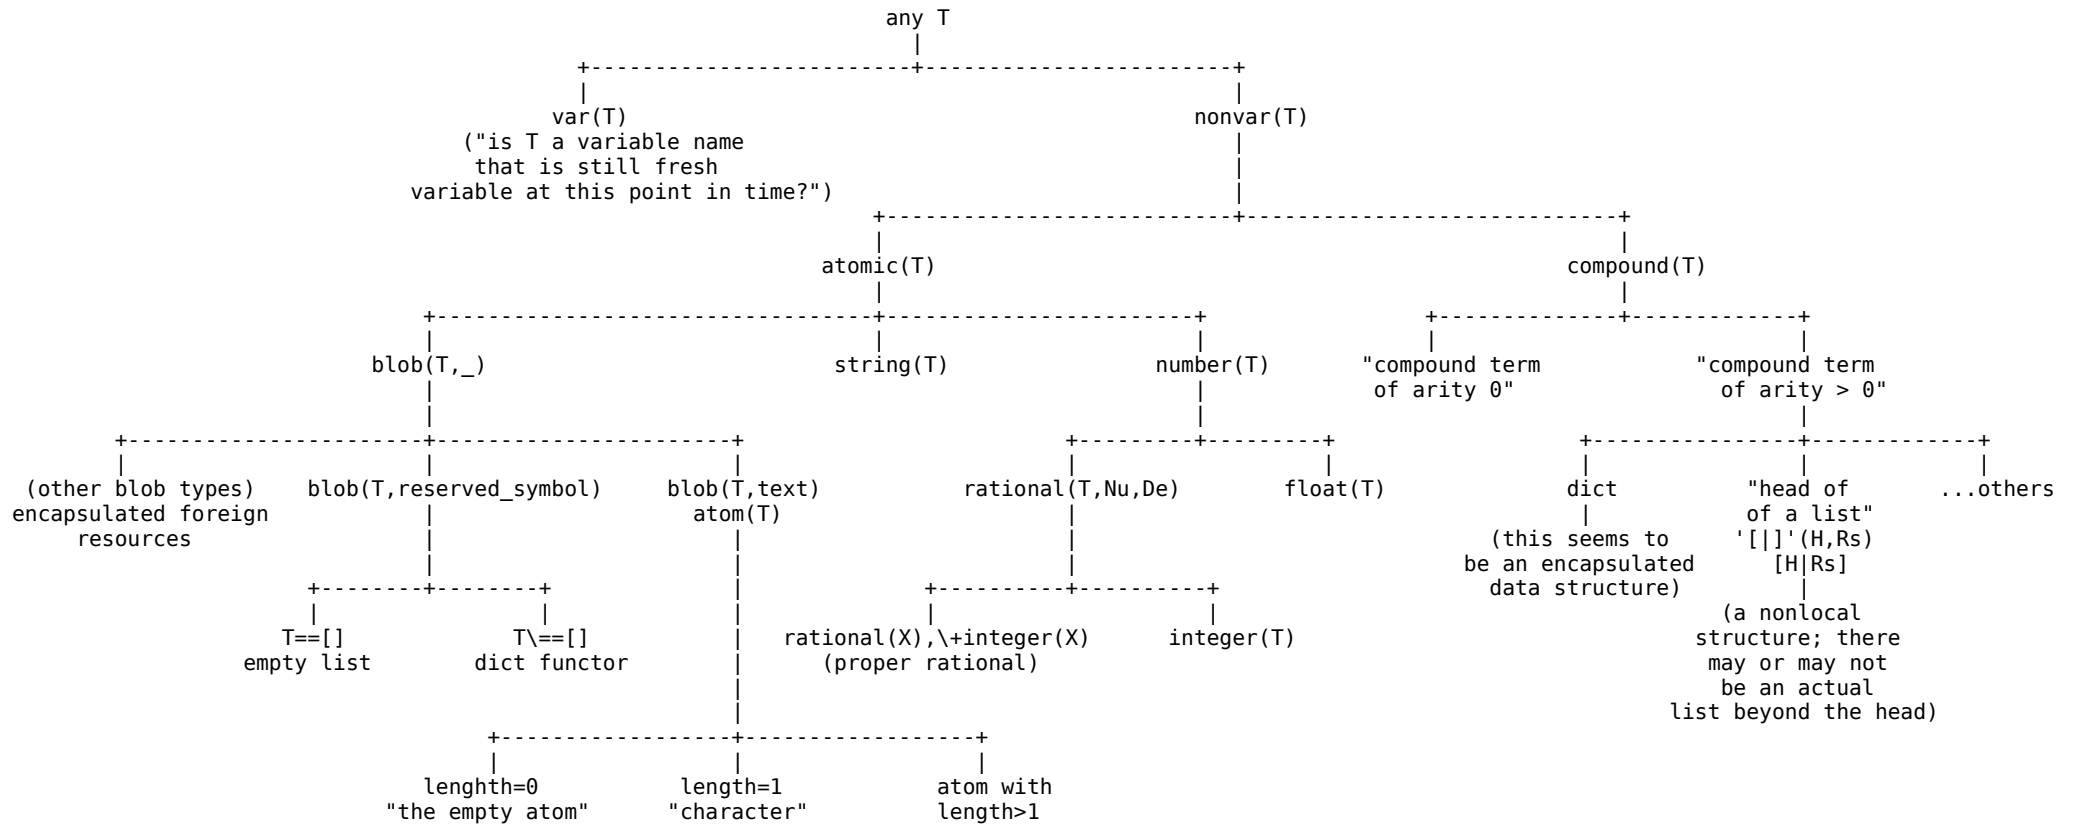 any T
var(T)
nonvar(T)
("is T a variable name
that is still fresh
variable at this point in time?")
atomic(T)
compound(T)
blob(T,_)
string(T)
number(T)
"compound term
of arity 0"
"compound term
of arity > 0"
(other blob types)
encapsulated foreign
resources
blob(T,reserved_symbol)
blob(T,text)
atom(T)
rational(T,Nu,De)
float(T)
dict
(this seems to
be an encapsulated
data structure)
"head of
of a list"
'[|]'(H,Rs)
[H|Rs]
(a nonlocal
structure; there
may or may not
be an actual
list beyond the head)
...others
T==[]
empty list
T\==[]
dict functor
rational(X),\+integer(X)
(proper rational)
integer(T)
lenghth=0
"the empty atom"
length=1
"character"
atom with
length>1